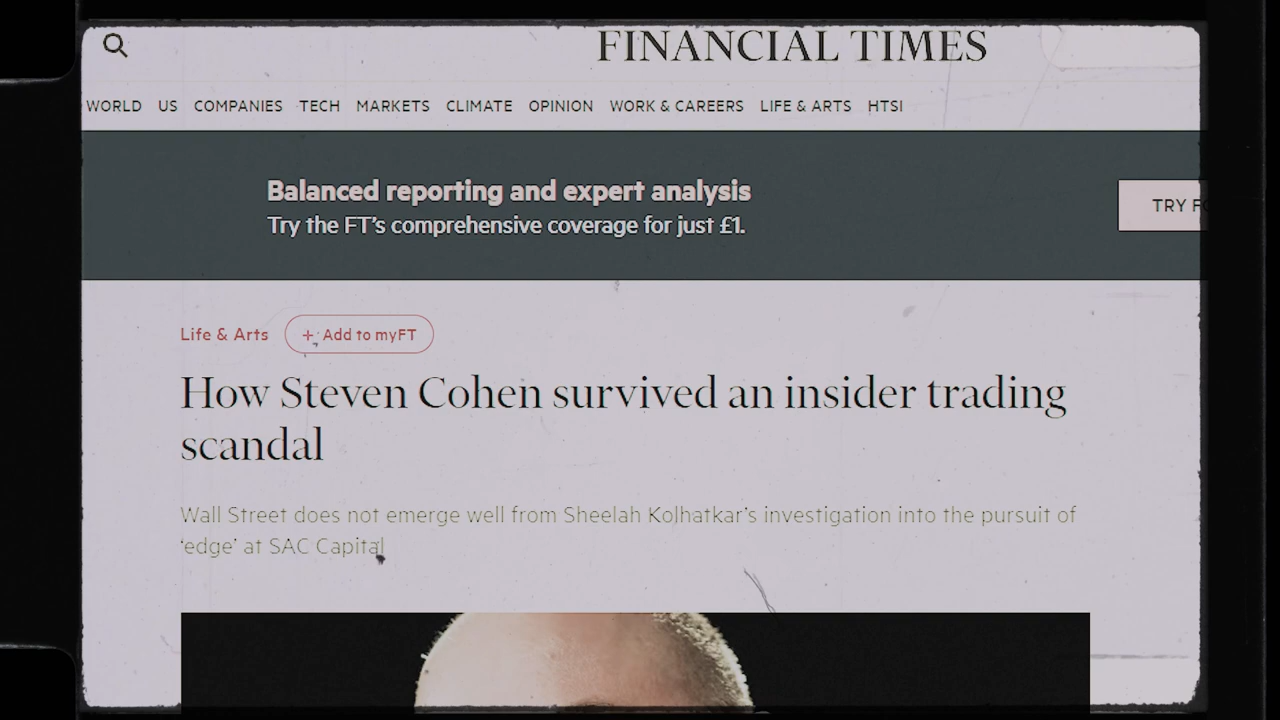 FINANCIAL TIMES
WORLD US COMPANIES TECH MARKETS CLIMATE OPINION WORK & CAREERS LIFE & ARTS HTSI
Balanced reporting and expert analysis
Try the FT's comprehensive coverage for just £1.
TRY
Life & Arts + Add to myFT
How Steven Cohen survived an insider trading
scandal
Wall Street does not emerge well from Sheelah Kolhatkar's investigation into the pursuit of
'edge' at SAC Capital